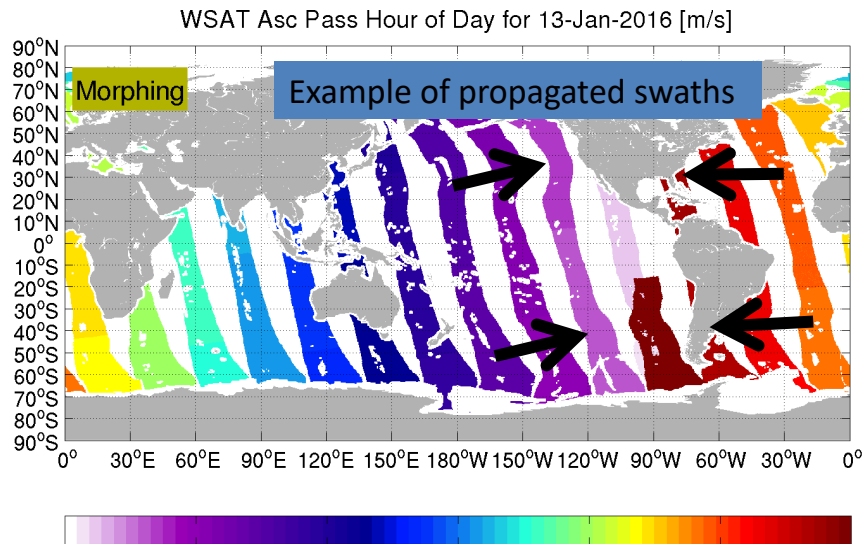 WSAT Asc Pass Hour of Day for 13-Jan-2016 [m/s]
90°N
80°N
Morphing
Example of propagated swaths
70°N
60°N
50°N
40°N
30°N
20°N
10°N
0°
10°S
20°S
30°S
40°S
50°S
60°S
70°S
80°S
90°S
0° 30°E 60°E 90°E 120°E 150°E 180°W 150°W 120°W 90°W 60°W 30°W 0°